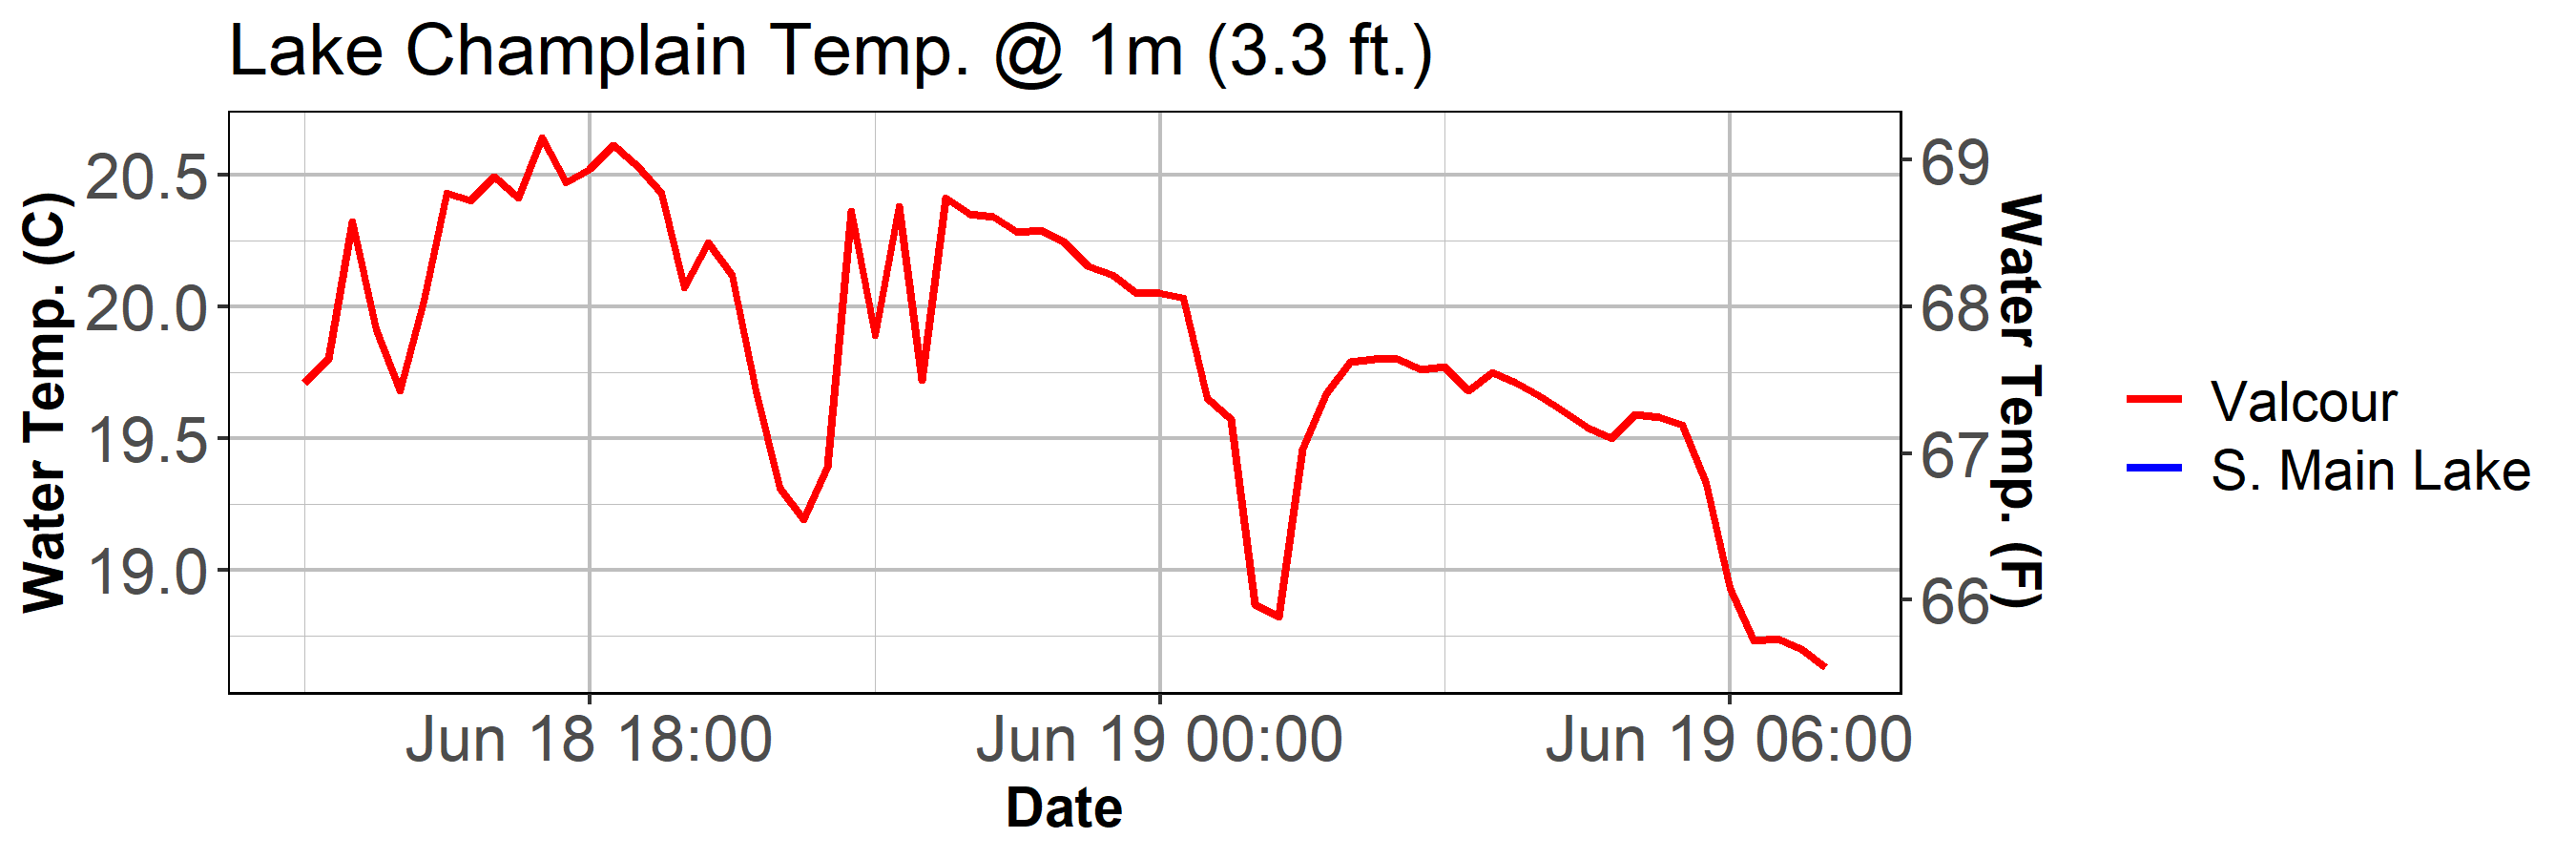 Lake Champlain Temp. @ 1m (3.3 ft.)
Water Temp. (C)
20.5
20.0
19.5
19.0
69
68
67
66
Water Temp. (F)
Jun 18 18:00
Jun 19 00:00
Jun 19 06:00
Date
Valcour
S. Main Lake